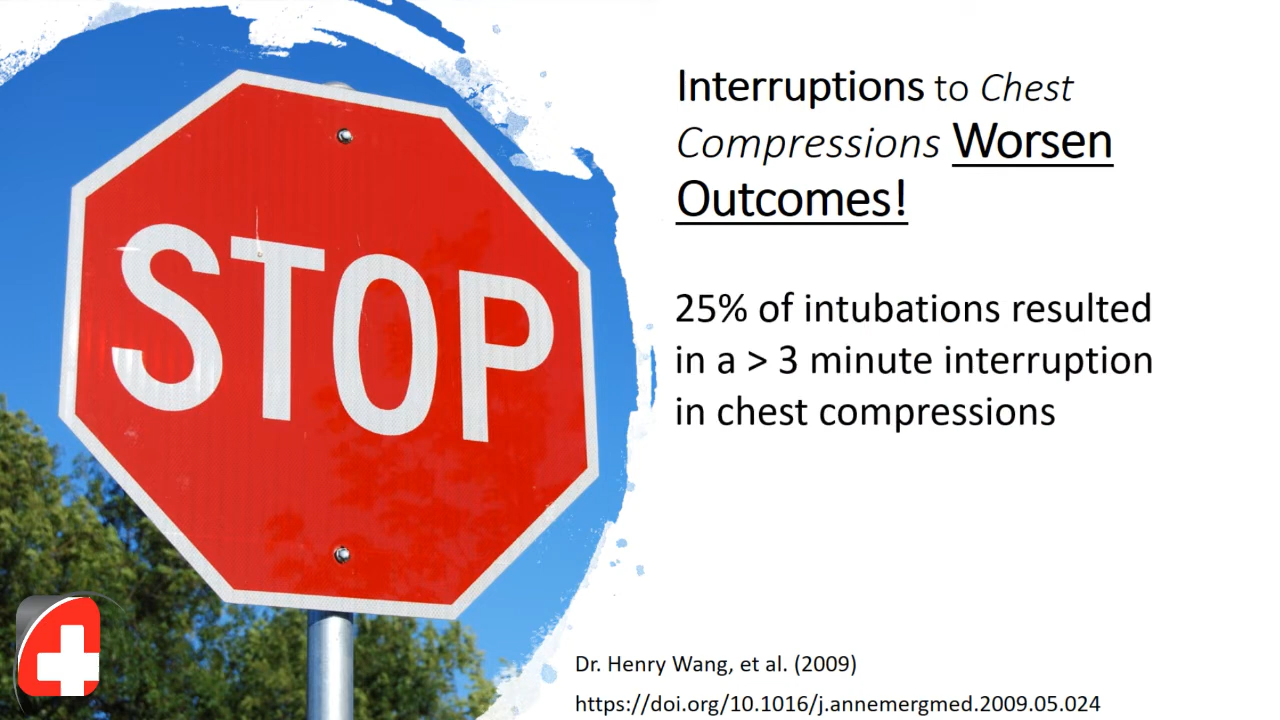 STOP
Interruptions to Chest
Compressions Worsen
Outcomes!
25% of intubations resulted
in a > 3 minute interruption
in chest compressions
Dr. Henry Wang, et al. (2009)
https://doi.org/10.1016/j.annemergmed.2009.05.024